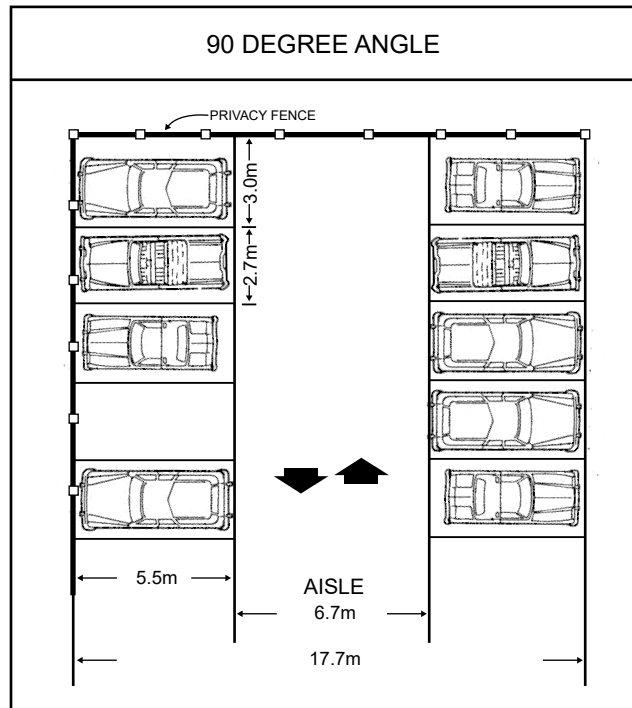 90 DEGREE ANGLE
PRIVACY FENCE
3.0m
2.7m
5.5m
AISLE
6.7m
17.7m